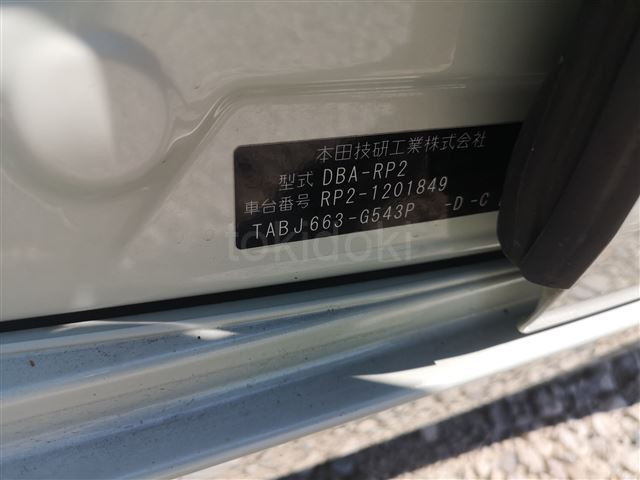 本田技研工業株式会社
型式 DBA-RP2
車台番号 RP2-1201849
TABJ663-G543P -D-C
tokidoki